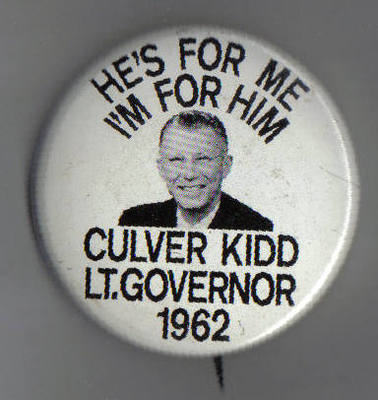 HE'S FOR ME
I'M FOR HIM
CULVER KIDD
LT.GOVERNOR
1962